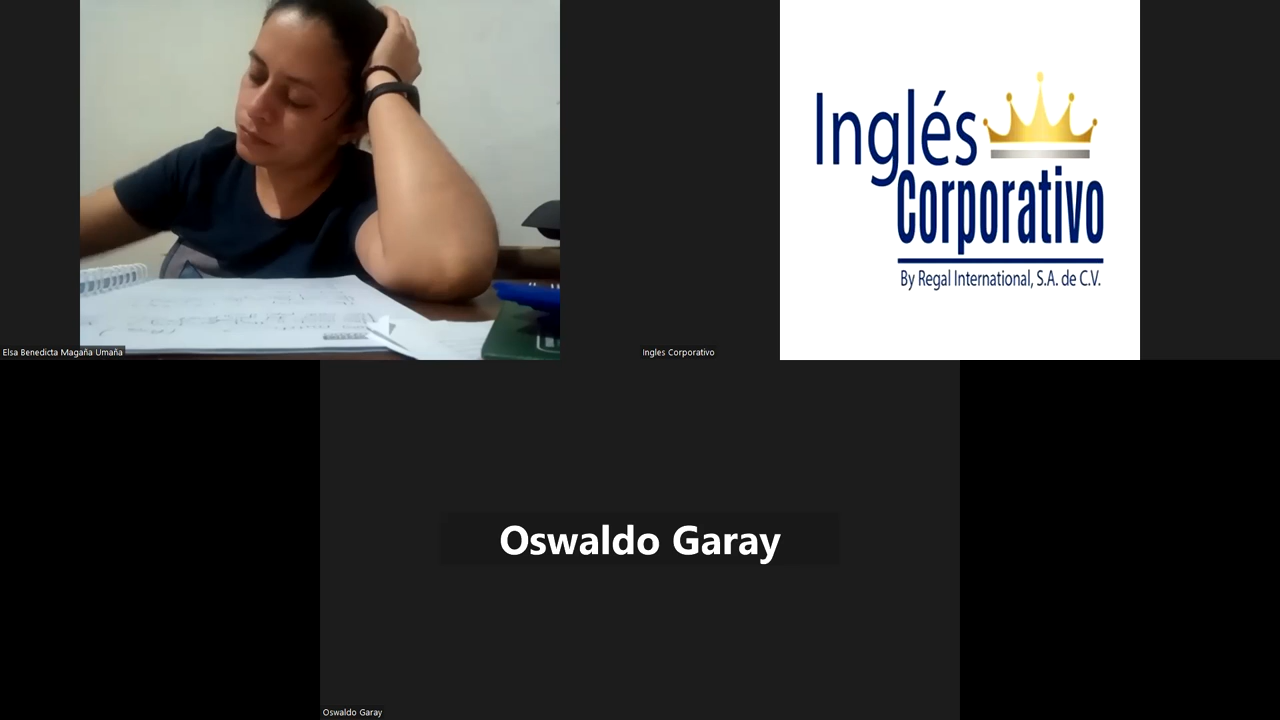 Elsa Benedicta Magaña Umaña
Inglés
Corporativo
By Regal International, S.A. de C.V.
Ingles Corporativo
Oswaldo Garay
Oswaldo Garay